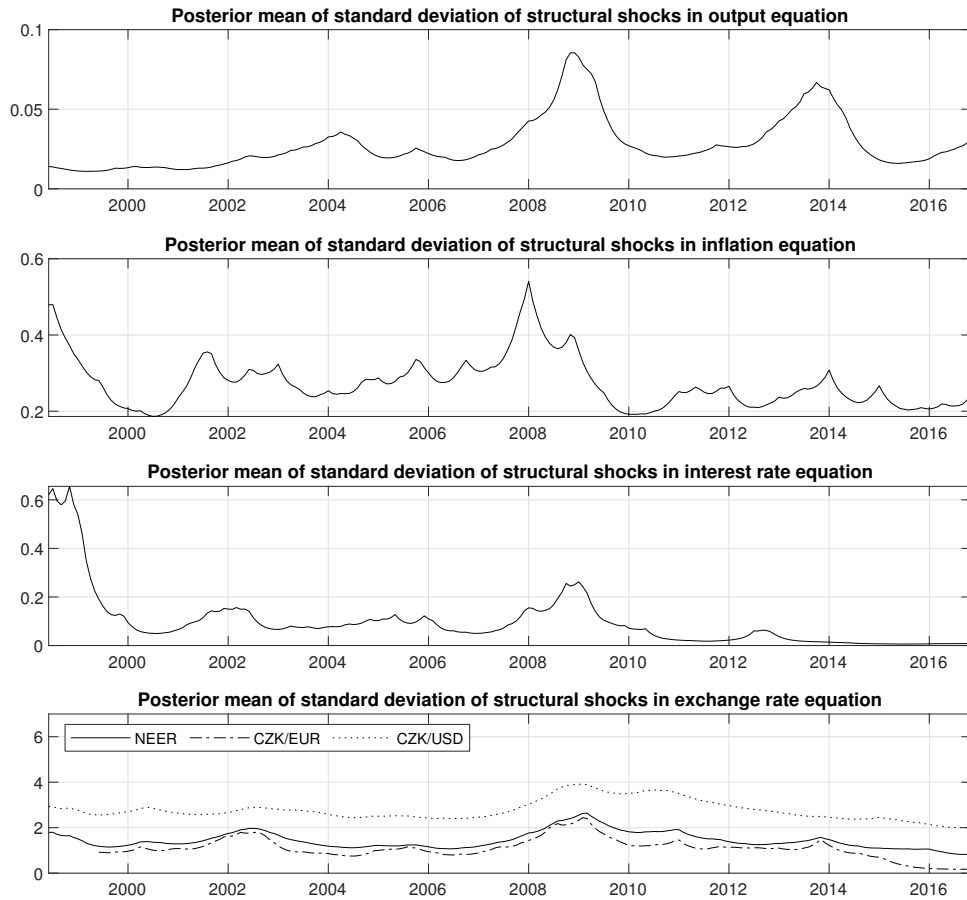 Posterior mean of standard deviation of structural shocks in output equation
0.1
0.05
0
2000 2002 2004 2006 2008 2010 2012 2014 2016
Posterior mean of standard deviation of structural shocks in inflation equation
0.6
0.4
0.2
2000 2002 2004 2006 2008 2010 2012 2014 2016
Posterior mean of standard deviation of structural shocks in interest rate equation
0.6
0.4
0.2
0
2000 2002 2004 2006 2008 2010 2012 2014 2016
Posterior mean of standard deviation of structural shocks in exchange rate equation
NEER CZK/EUR CZK/USD
6
4
2
0
2000 2002 2004 2006 2008 2010 2012 2014 2016